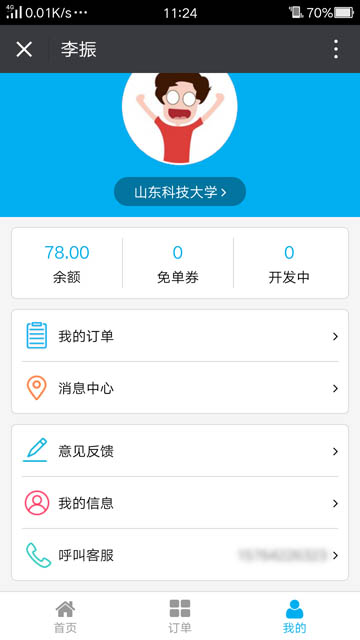 4G 0.01K/s 11:24 70%
李振
山东科技大学
78.00 0 0
余额 免单券 开发中
我的订单
消息中心
意见反馈
我的信息
呼叫客服
首页 订单 我的